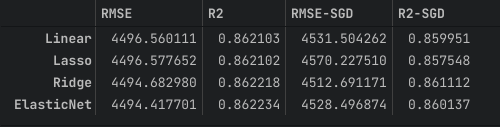 RMSE R2 RMSE-SGD R2-SGD
Linear 4496.560111 0.862103 4531.504262 0.859951
Lasso 4496.577652 0.862102 4570.227510 0.857548
Ridge 4494.682980 0.862218 4512.691171 0.861112
ElasticNet 4494.417701 0.862234 4528.496874 0.860137